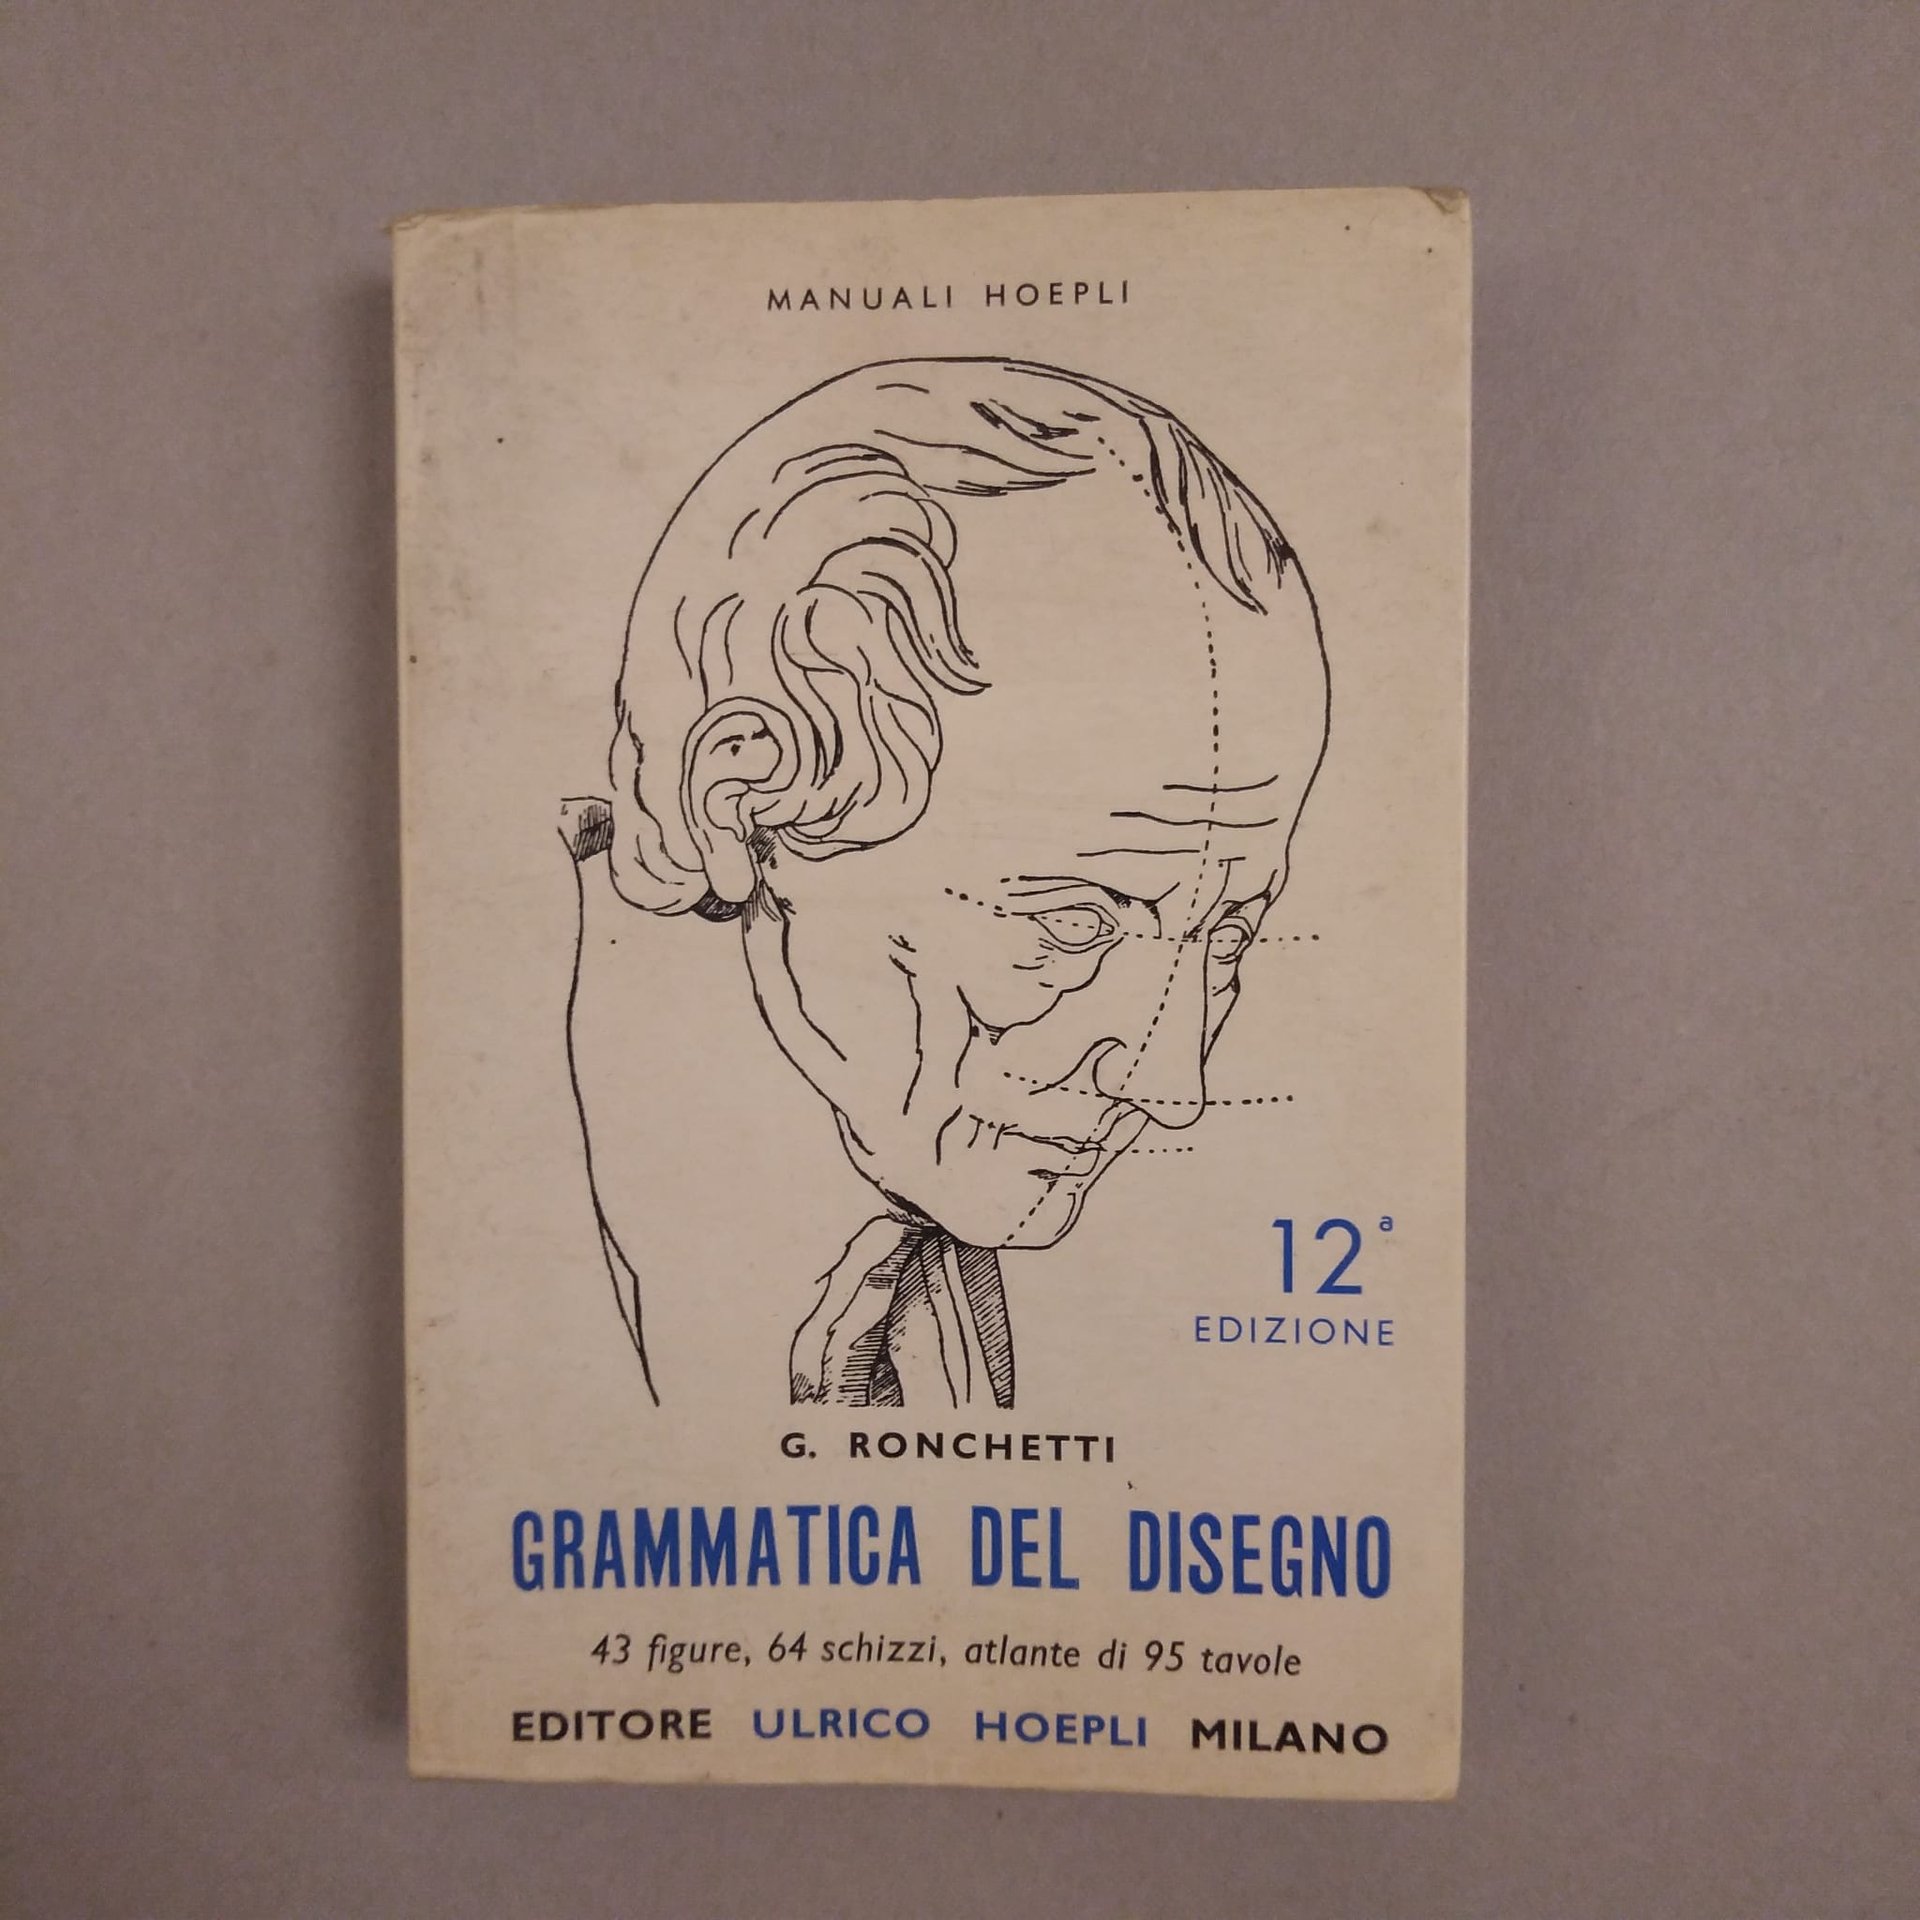 MANUALI HOEPLI
12ª
EDIZIONE
G. RONCHETTI
GRAMMATICA DEL DISEGNO
43 figure, 64 schizzi, atlante di 95 tavole
EDITORE ULRICO HOEPLI MILANO